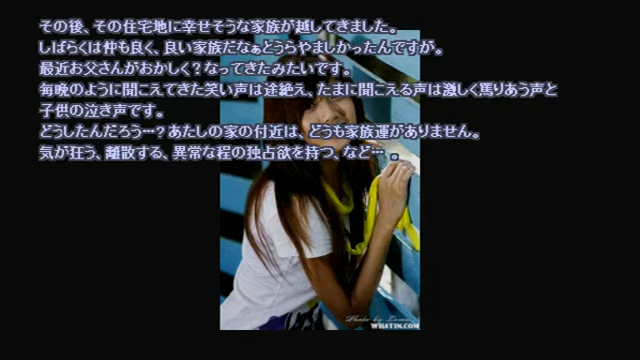 その後、その住宅地に幸せそうな家族が越してきました。
しばらくは仲も良く、良い家族だなぁとうらやましかったんですが。
最近お父さんがおかしく？なってきたみたいです。
毎晩のように聞こえてきた笑い声は途絶え、たまに聞こえる声は激しく罵りあう声と
子供の泣き声です。
どうしたんだろう…？あたしの家の付近は、どうも家族運がありません。
気が狂う、離散する、異常な程の独占欲を持つ、など… 。
Photo by Lomo
WHATIN.COM